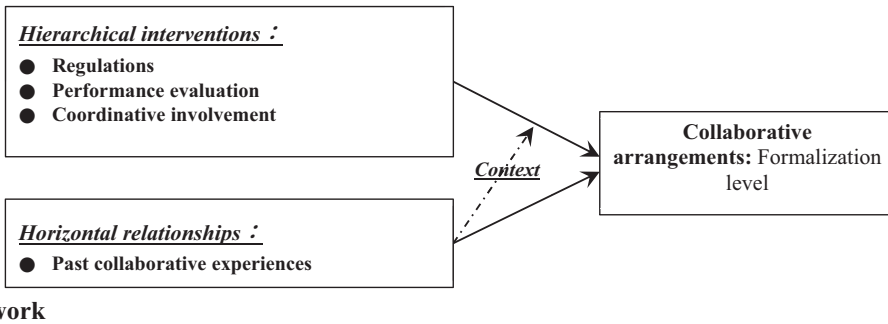 Hierarchical interventions：
● Regulations
● Performance evaluation
● Coordinative involvement
Collaborative
arrangements: Formalization
level
Context
Horizontal relationships：
● Past collaborative experiences
work